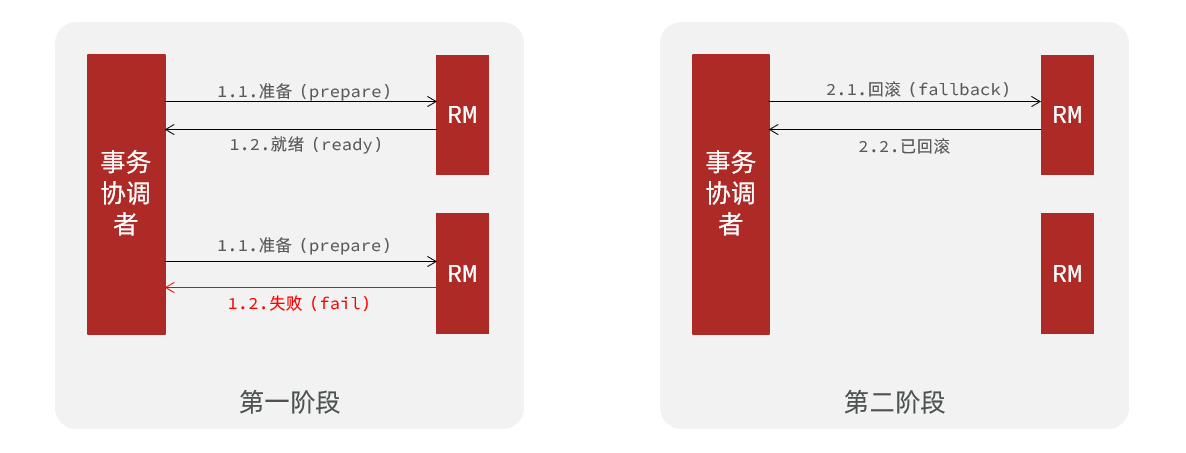 1.1.准备（prepare）
RM
1.2.就绪（ready）
事务
协调
者
1.1.准备（prepare）
RM
1.2.失败（fail）
第一阶段
2.1.回滚（fallback）
RM
2.2.已回滚
事务
协调
者
RM
第二阶段